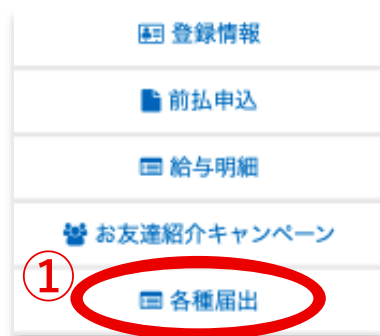 登録情報
前払申込
給与明細
お友達紹介キャンペーン
① 各種届出